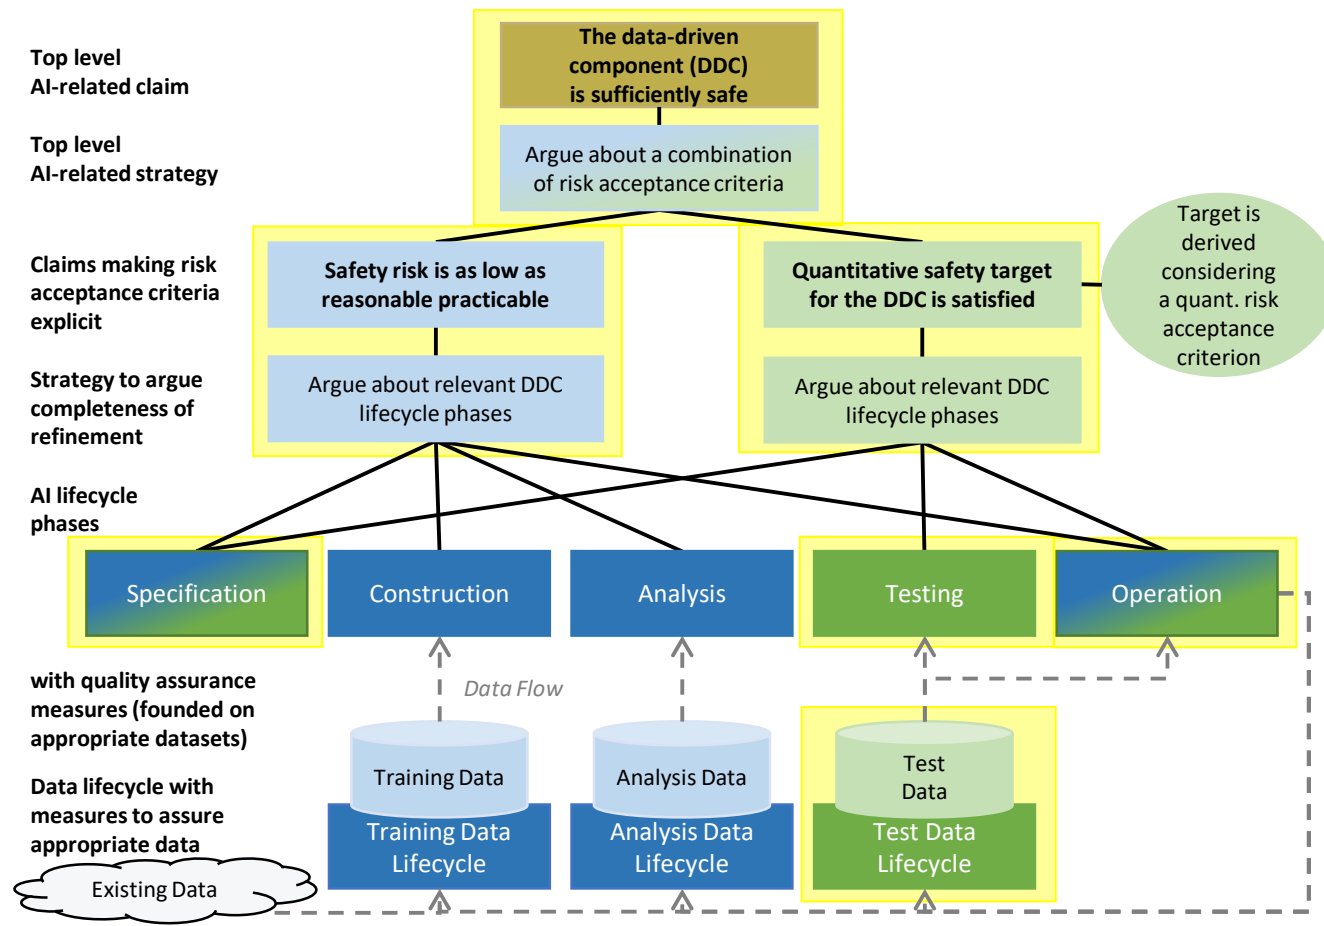 Top level
AI-related claim
The data-driven
component (DDC)
is sufficiently safe
Top level
AI-related strategy
Argue about a combination
of risk acceptance criteria
Claims making risk
acceptance criteria
explicit
Safety risk is as low as
reasonable practicable
Quantitative safety target
for the DDC is satisfied
Target is
derived
considering
a quant. risk
acceptance
criterion
Strategy to argue
completeness of
refinement
Argue about relevant DDC
lifecycle phases
Argue about relevant DDC
lifecycle phases
AI lifecycle
phases
Specification
Construction
Analysis
Testing
Operation
with quality assurance
measures (founded on
appropriate datasets)
Data Flow
Training Data
Analysis Data
Test
Data
Data lifecycle with
measures to assure
appropriate data
Training Data
Lifecycle
Analysis Data
Lifecycle
Test Data
Lifecycle
Existing Data